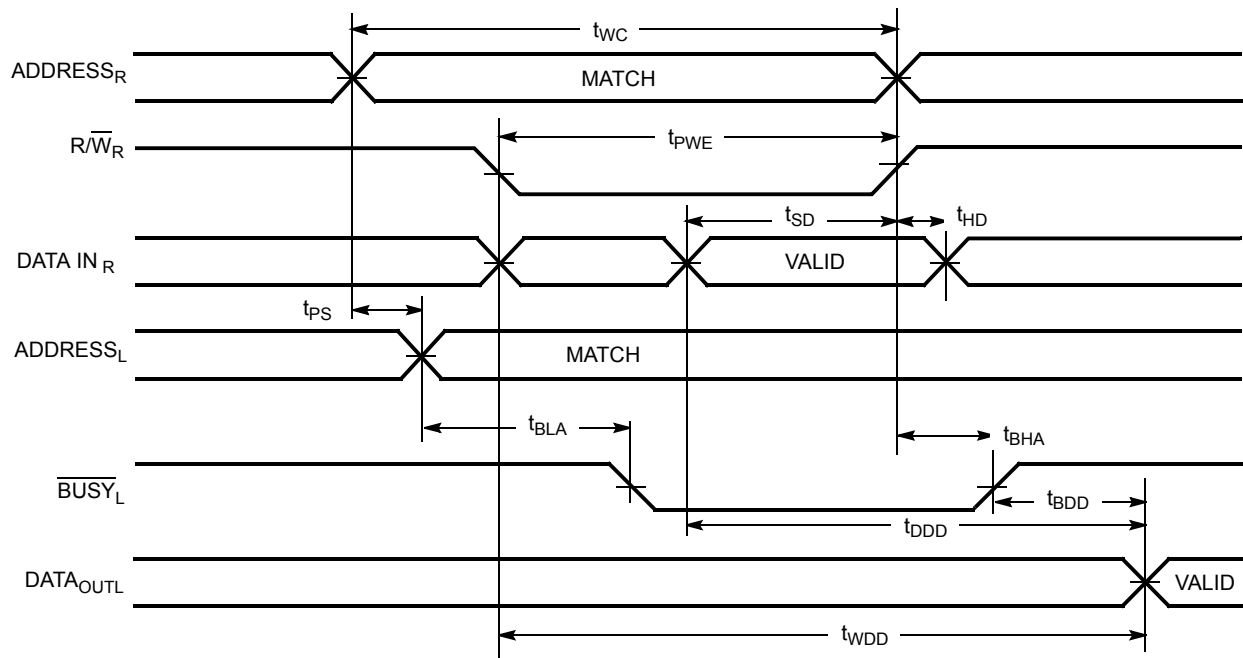 tWC
ADDRESSR
MATCH
R/W̅R
tPWE
tSD
tHD
DATA IN R
VALID
tPS
ADDRESSL
MATCH
tBLA
tBHA
B̅U̅S̅Y̅L
tBDD
tDDD
DATAOUTL
VALID
tWDD